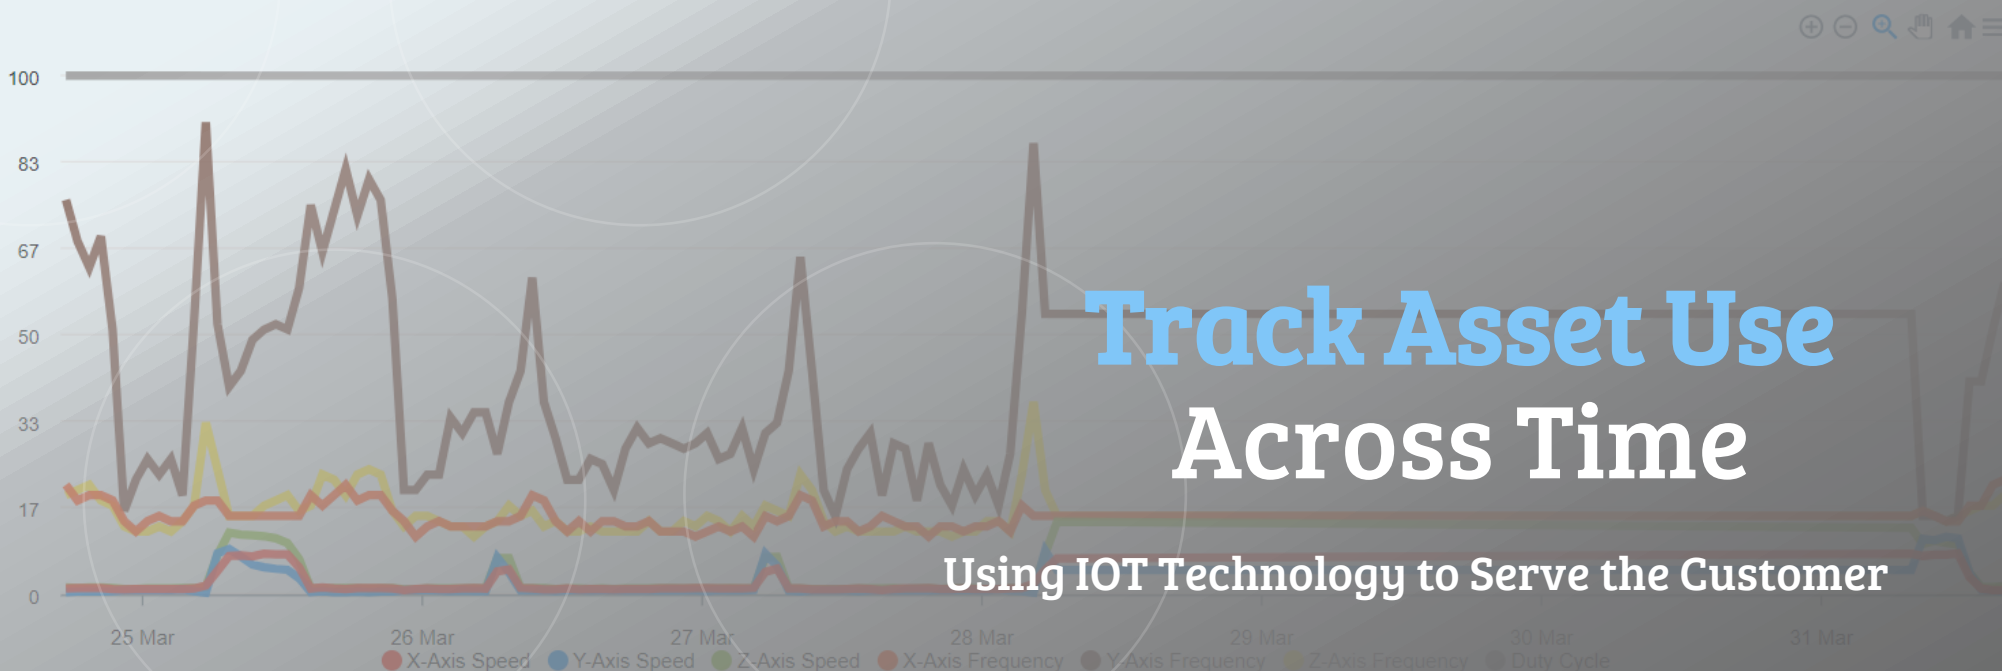 100
83
67
50
33
17
0
Track Asset Use
Across Time
Using IOT Technology to Serve the Customer
25 Mar 26 Mar 27 Mar 28 Mar 29 Mar 30 Mar 31 Mar
X-Axis Speed Y-Axis Speed Z-Axis Speed X-Axis Frequency Y-Axis Frequency Z-Axis Frequency Duty Cycle